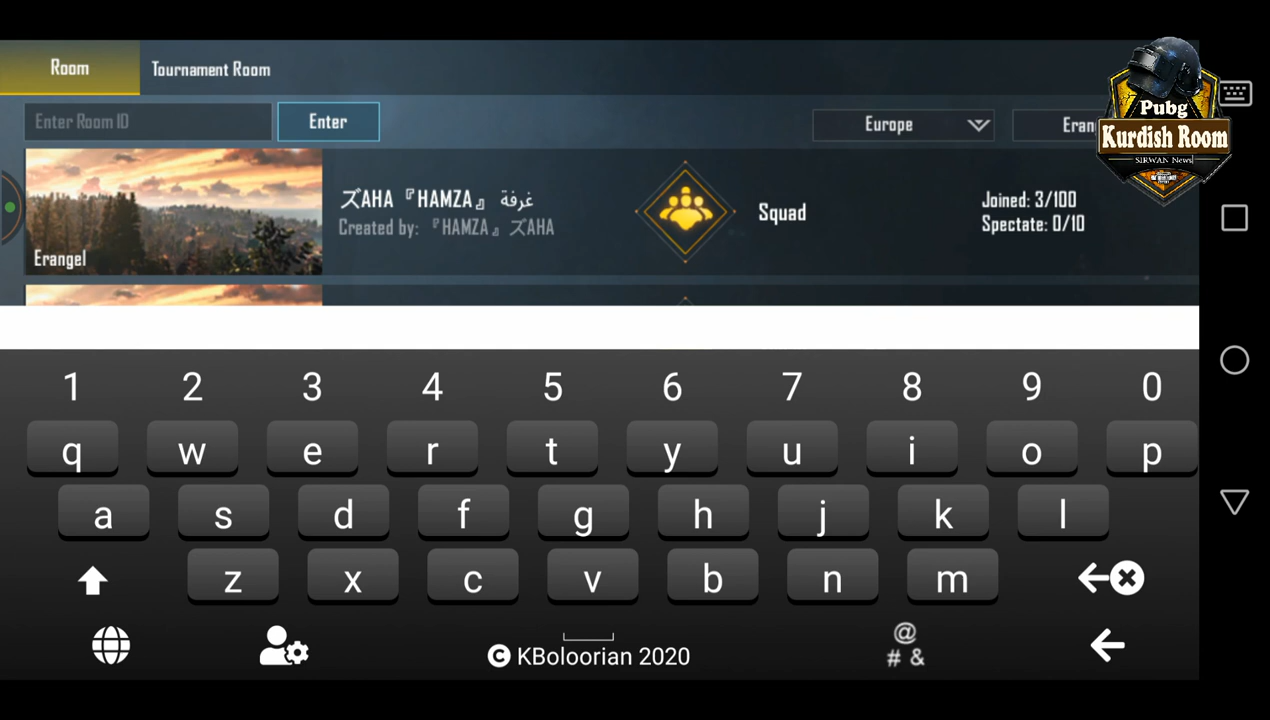 Room
Tournament Room
Enter Room ID
Enter
Europe
Eran
Pubg
Kurdish Room
SIRWAN News
ズAHA 『HAMZA』 غرفة
Created by: 『HAMZA』ズAHA
Squad
Joined: 3/100
Spectate: 0/10
Erangel
1 2 3 4 5 6 7 8 9 0
q w e r t y u i o p
a s d f g h j k l
z x c v b n m
© KBoloorian 2020
@
# &